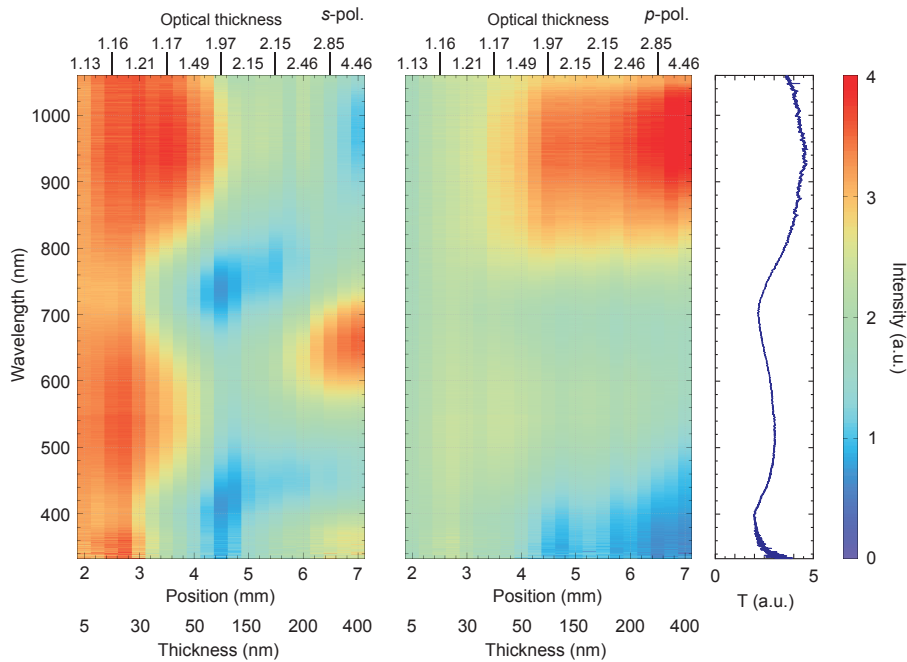 Optical thickness s-pol.
1.16 1.17 1.97 2.15 2.85
1.13 1.21 1.49 2.15 2.46 4.46
Optical thickness p-pol.
1.16 1.17 1.97 2.15 2.85
1.13 1.21 1.49 2.15 2.46 4.46
Wavelength (nm)
1000
900
800
700
600
500
400
2 3 4 5 6 7
Position (mm)
5 30 50 150 200 400
Thickness (nm)
2 3 4 5 6 7
Position (mm)
5 30 50 150 200 400
Thickness (nm)
0 5
T (a.u.)
4
3
2
1
0
Intensity (a.u.)